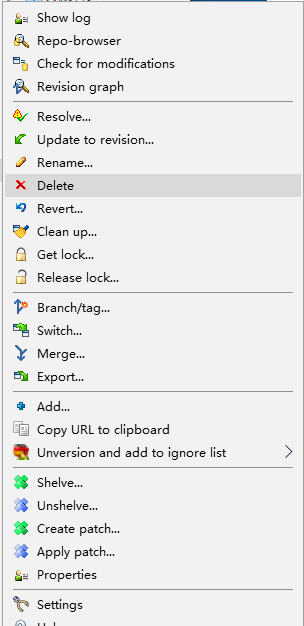 Show log
Repo-browser
Check for modifications
Revision graph
Resolve...
Update to revision...
Rename...
Delete
Revert...
Clean up...
Get lock...
Release lock...
Branch/tag...
Switch...
Merge...
Export...
Add...
Copy URL to clipboard
Unversion and add to ignore list
Shelve...
Unshelve...
Create patch...
Apply patch...
Properties
Settings